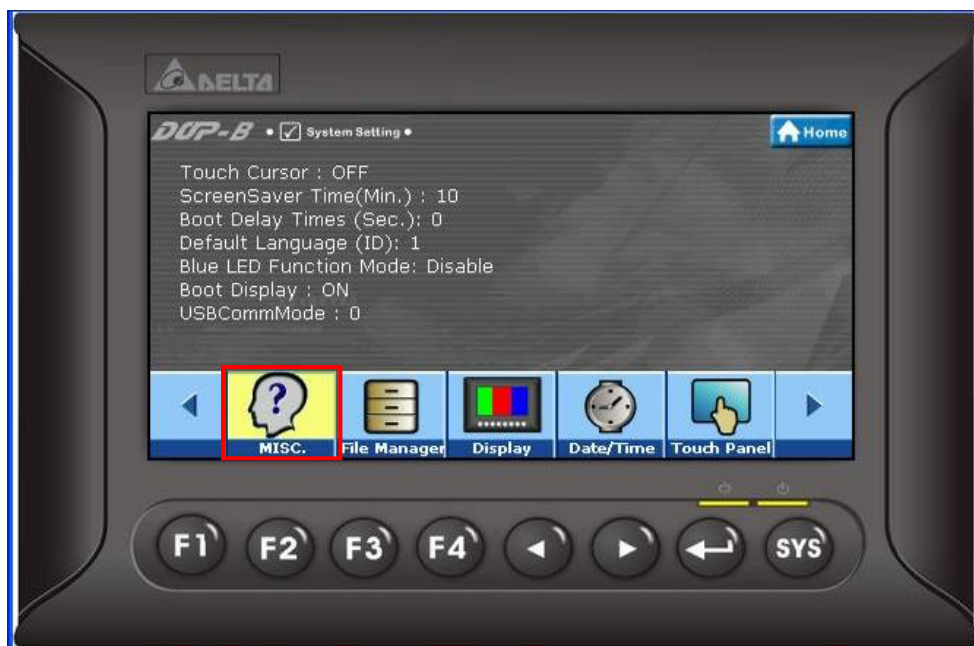 DELTA
DOP-B • System Setting •
Home
Touch Cursor : OFF
ScreenSaver Time(Min.) : 10
Boot Delay Times (Sec.): 0
Default Language (ID): 1
Blue LED Function Mode: Disable
Boot Display : ON
USBCommMode : 0
?
MISC. File Manager Display Date/Time Touch Panel
F1 F2 F3 F4 SYS